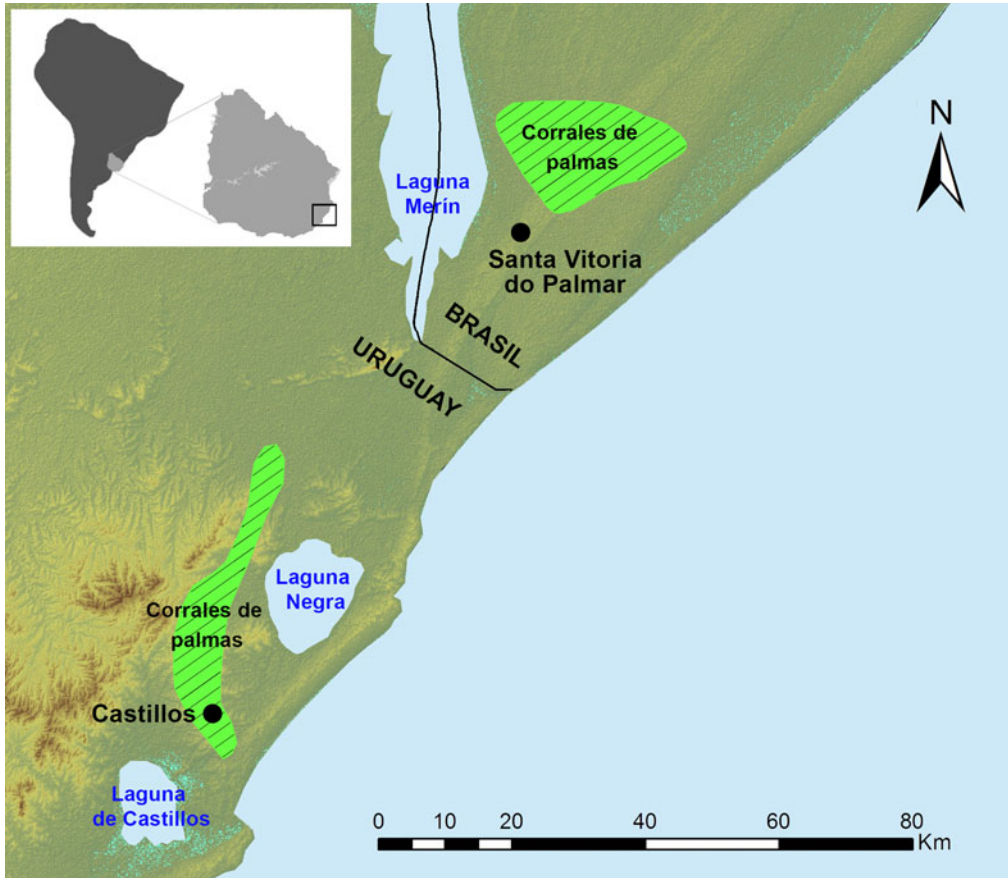 N
Corrales de
palmas
Laguna
Merín
Santa Vitoria
do Palmar
BRASIL
URUGUAY
Laguna
Negra
Corrales de
palmas
Castillos
Laguna
de Castillos
0 10 20 40 60 80
Km